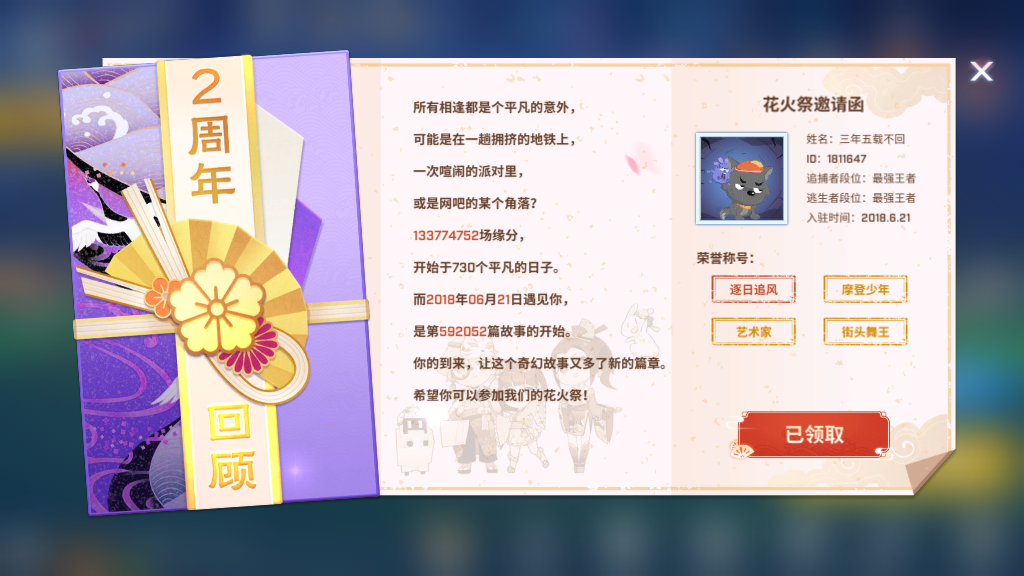 2周年
回顾
所有相逢都是个平凡的意外，
可能是在一趟拥挤的地铁上，
一次喧闹的派对里，
或是网吧的某个角落？
133774752场缘分，
开始于730个平凡的日子。
而2018年06月21日遇见你，
是第592052篇故事的开始。
你的到来，让这个奇幻故事又多了新的篇章。
希望你可以参加我们的花火祭！
花火祭邀请函
姓名：三年五载不回
ID：1811647
追捕者段位：最强王者
逃生者段位：最强王者
入驻时间：2018.6.21
荣誉称号：
逐日追风
摩登少年
艺术家
街头舞王
已领取